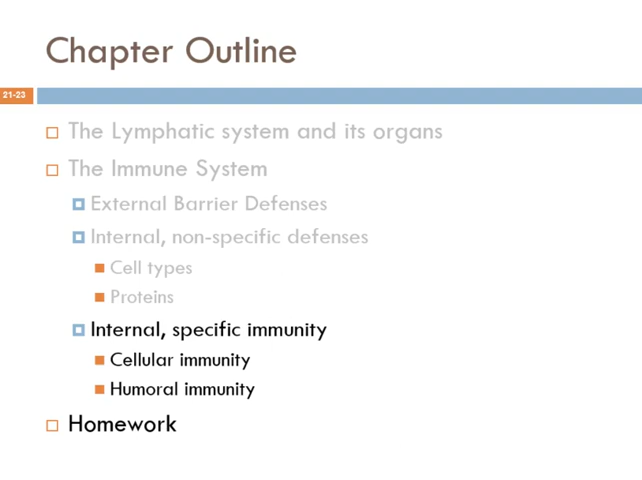 Chapter Outline
21-23
The Lymphatic system and its organs
The Immune System
External Barrier Defenses
Internal, non-specific defenses
Cell types
Proteins
Internal, specific immunity
Cellular immunity
Humoral immunity
Homework